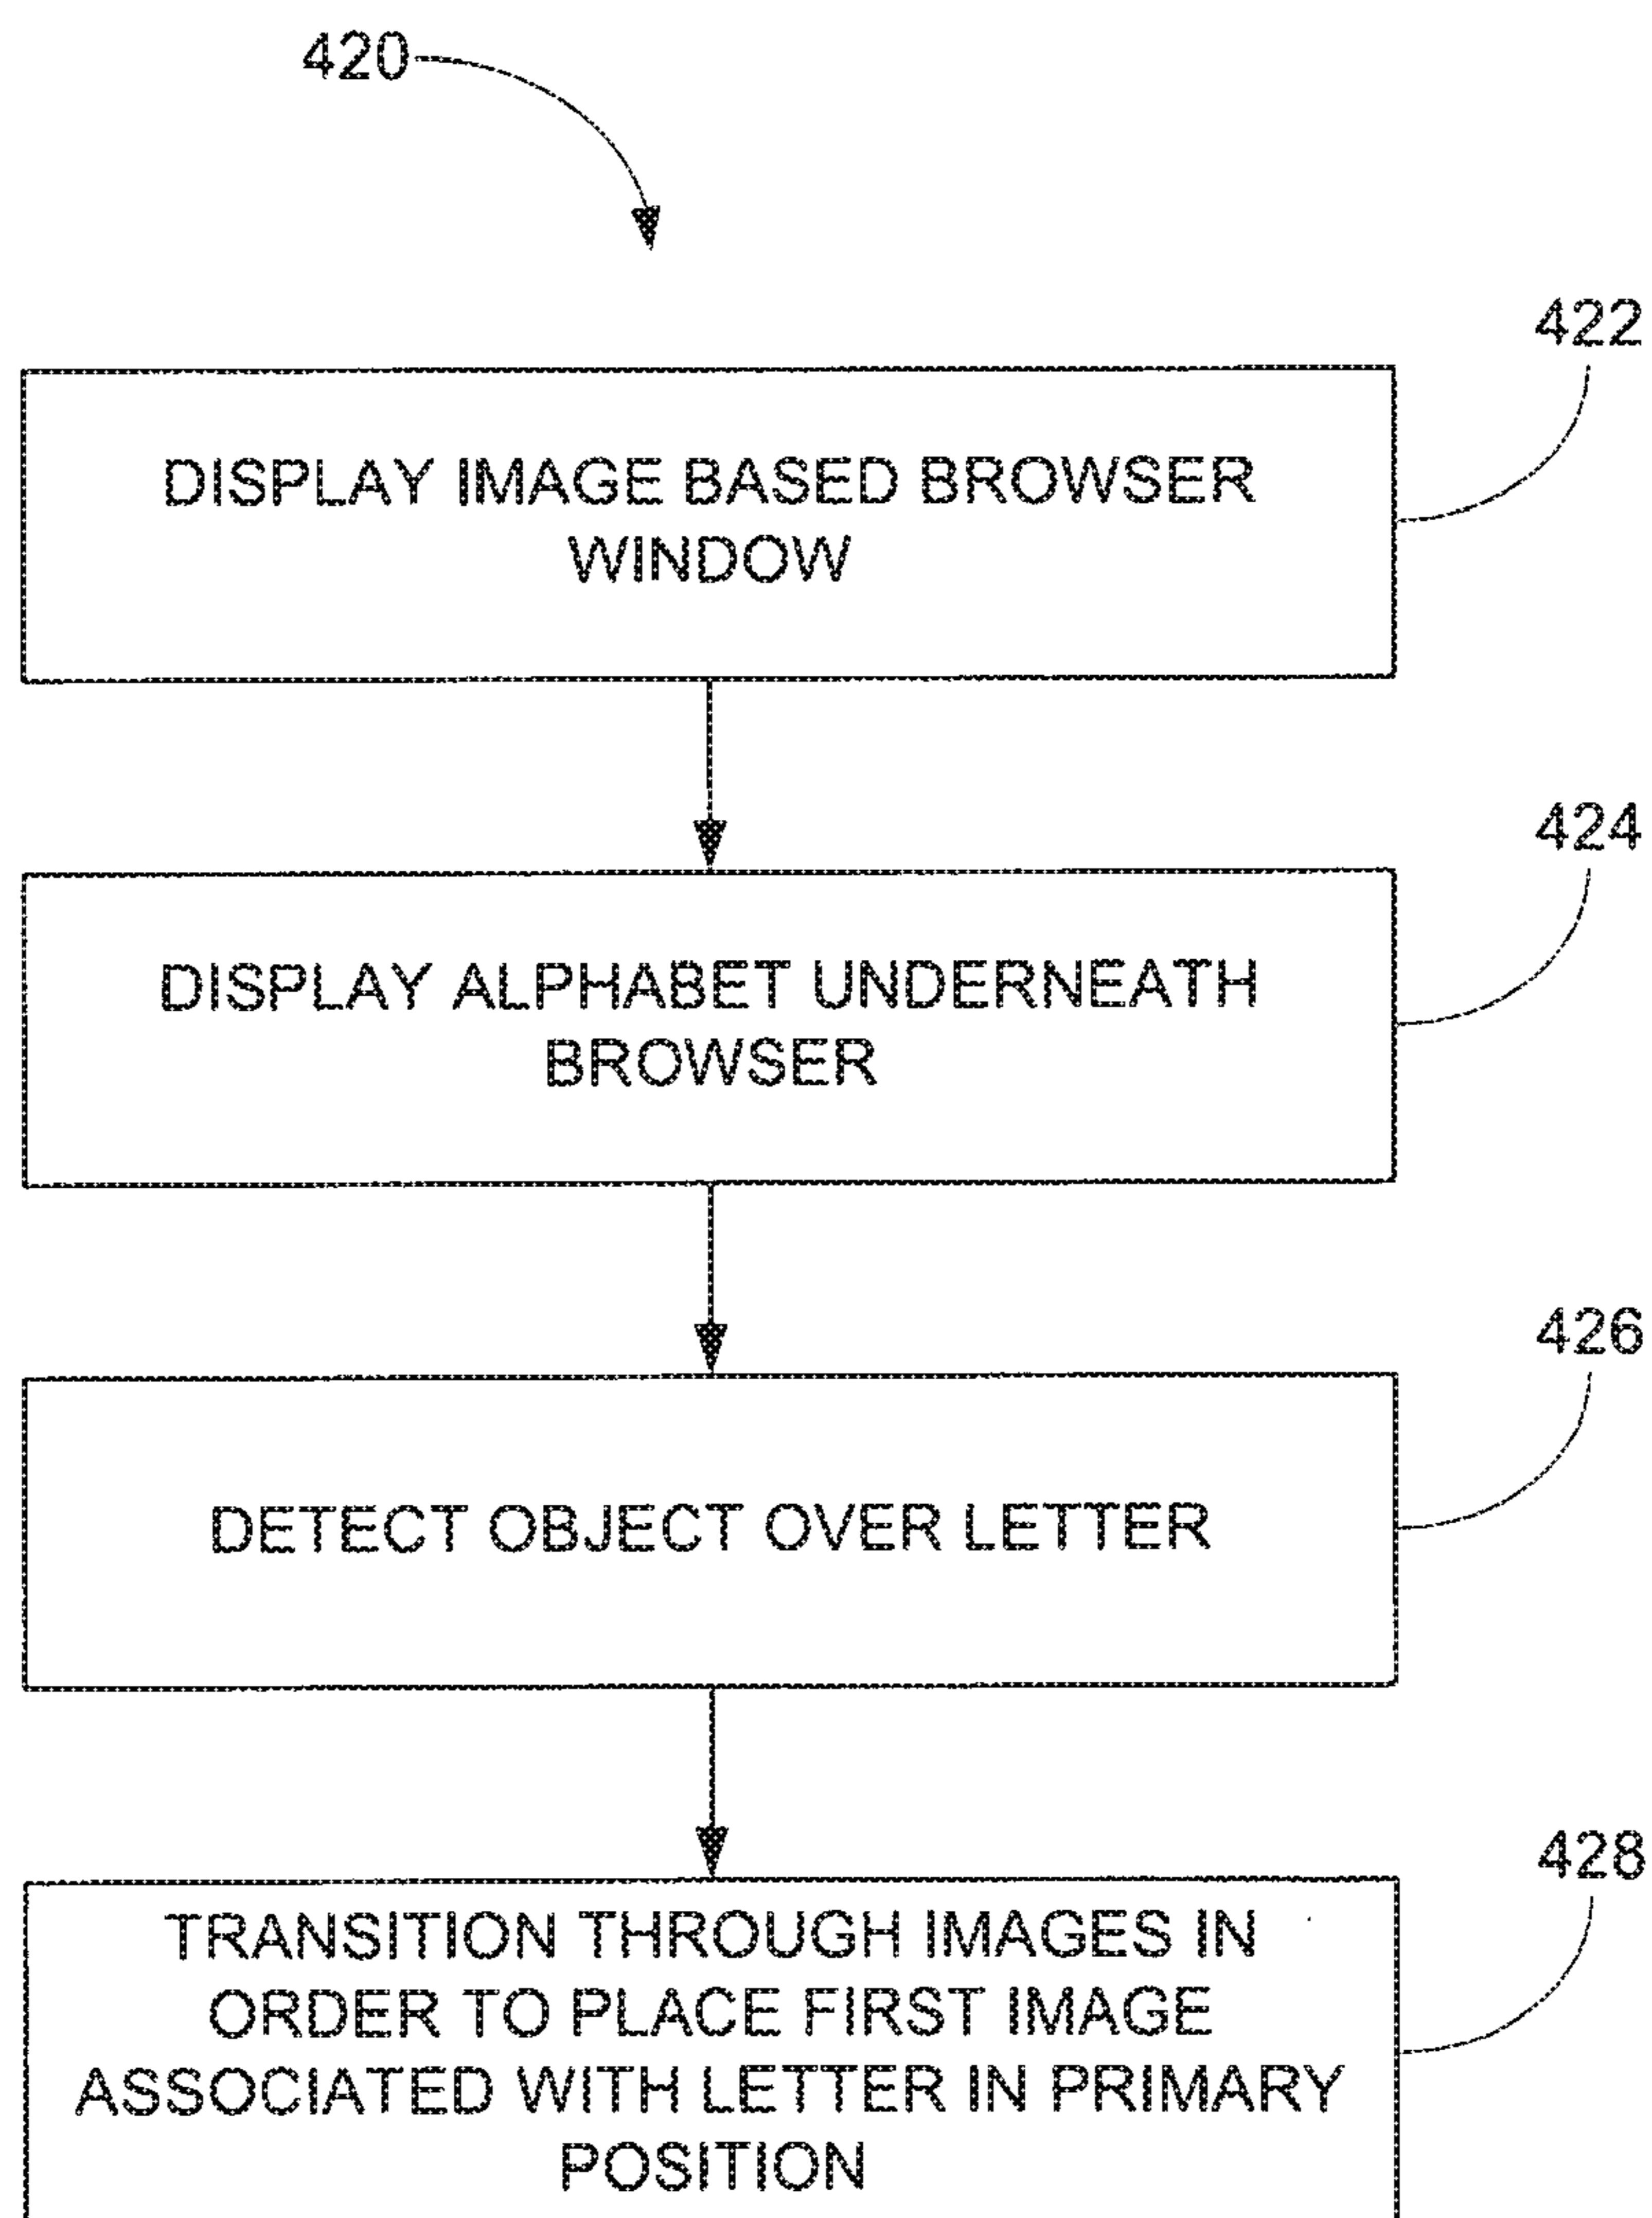 420
422
DISPLAY IMAGE BASED BROWSER
WINDOW
424
DISPLAY ALPHABET UNDERNEATH
BROWSER
426
DETECT OBJECT OVER LETTER
428
TRANSITION THROUGH IMAGES IN
ORDER TO PLACE FIRST IMAGE
ASSOCIATED WITH LETTER IN PRIMARY
POSITION